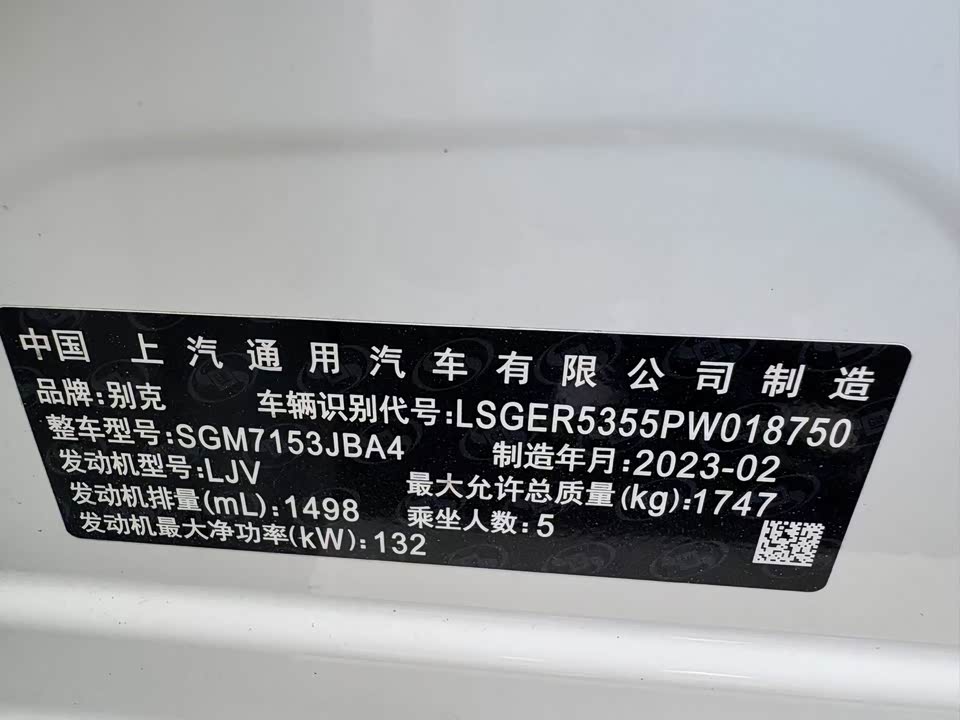 中国 上汽通用汽车有限公司制造
品牌:别克 车辆识别代号:LSGER5355PW018750
整车型号:SGM7153JBA4 制造年月:2023-02
发动机型号:LJV 最大允许总质量(kg):1747
发动机排量(mL):1498 乘坐人数:5
发动机最大净功率(kW):132